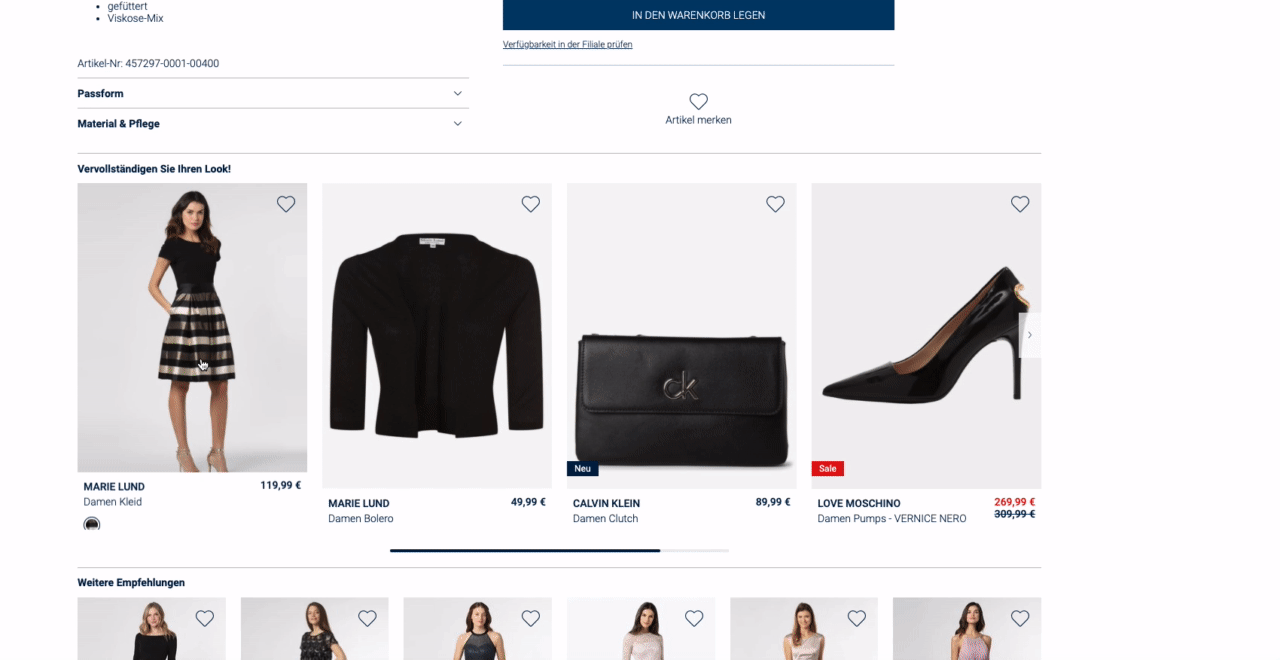 gefüttert
Viskose-Mix
Artikel-Nr: 457297-0001-00400
Passform
Material & Pflege
IN DEN WARENKORB LEGEN
Verfügbarkeit in der Filiale prüfen
Artikel merken
Vervollständigen Sie Ihren Look!
MARIE LUND 119,99 €
Damen Kleid
MARIE LUND 49,99 €
Damen Bolero
ck
Neu
CALVIN KLEIN 89,99 €
Damen Clutch
Sale
LOVE MOSCHINO 269,99 €
Damen Pumps - VERNICE NERO 309,99 €
Weitere Empfehlungen